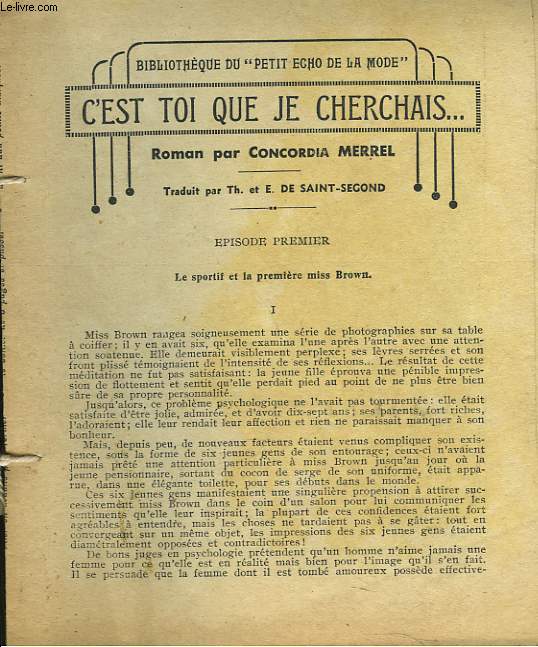 Le-livre.com
BIBLIOTHÈQUE DU "PETIT ECHO DE LA MODE"
C'EST TOI QUE JE CHERCHAIS...
Roman par CONCORDIA MERREL
Traduit par Th. et E. DE SAINT-SEGOND
EPISODE PREMIER
Le sportif et la première miss Brown.
I
Miss Brown rangea soigneusement une série de photographies sur sa table
à coiffer ; il y en avait six, qu'elle examina l'une après l'autre avec une atten-
tion soutenue. Elle demeurait visiblement perplexe ; ses lèvres serrées et son
front plissé témoignaient de l'intensité de ses réflexions... Le résultat de cette
méditation ne fut pas satisfaisant : la jeune fille éprouva une pénible impres-
sion de flottement et sentit qu'elle perdait pied au point de ne plus être bien
sûre de sa propre personnalité.
Jusqu'alors, ce problème psychologique ne l'avait pas tourmentée : elle était
satisfaite d'être jolie, admirée, et d'avoir dix-sept ans ; ses parents, fort riches,
l'adoraient ; elle leur rendait leur affection et rien ne paraissait manquer à son
bonheur.
Mais, depuis peu, de nouveaux facteurs étaient venus compliquer son exis-
tence, sous la forme de six jeunes gens de son entourage ; ceux-ci n'avaient
jamais prêté une attention particulière à miss Brown jusqu'au jour où la
jeune pensionnaire, sortant du cocon de serge de son uniforme, était appa-
rue, dans une élégante toilette, pour ses débuts dans le monde.
Ces six jeunes gens manifestaient une singulière propension à attirer suc-
cessivement miss Brown dans le coin d'un salon pour lui communiquer les
sentiments qu'elle leur inspirait ; la plupart de ces confidences étaient fort
agréables à entendre, mais les choses ne tardaient pas à se gâter : tout en
convergeant sur un même objet, les impressions des six jeunes gens étaient
diamétralement opposées et contradictoires !
De bons juges en psychologie prétendent qu'un homme n'aime jamais une
femme pour ce qu'elle est en réalité mais bien pour l'image qu'il s'en fait.
Il se persuade que la femme dont il est tombé amoureux possède effective-
www.le-livre.com